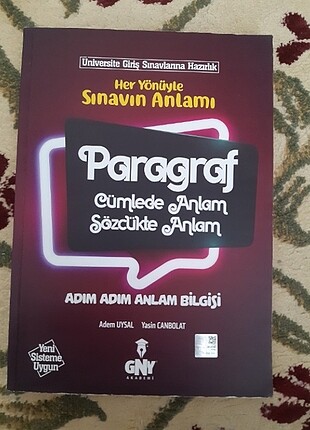 Üniversite Giriş Sınavlarına Hazırlık
Her Yönüyle
Sınavın Anlamı
Paragraf
Cümlede Anlam
Sözcükte Anlam
ADIM ADIM ANLAM BİLGİSİ
Adem UYSAL Yasin CANBOLAT
Yeni
Sisteme
Uygun
GNY
AKADEMİ